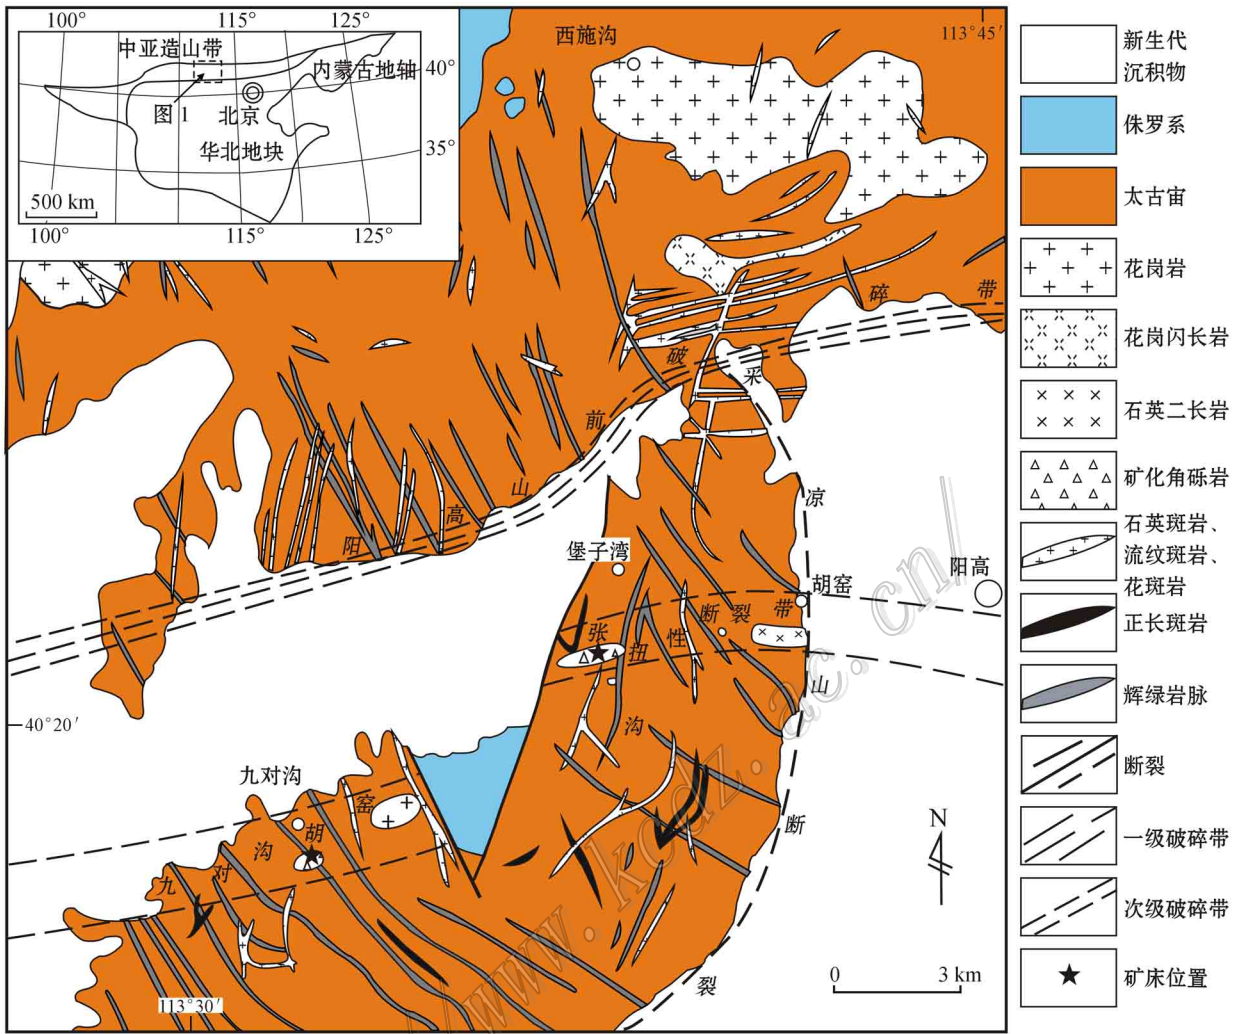 100°
115°
125°
中亚造山带
内蒙古地轴
40°
图1
北京
华北地块
35°
500 km
100°
115°
125°
西施沟
113°45′
阳高山前破碎带
采凉山断裂
堡子湾
胡窑
阳高
张扭性断裂带
40°20′
九对沟
九对沟胡窑沟
113°30′
N
0
3 km
www.kcdz.ac.cn/
新生代
沉积物
侏罗系
太古宙
花岗岩
花岗闪长岩
石英二长岩
矿化角砾岩
石英斑岩、
流纹斑岩、
花斑岩
正长斑岩
辉绿岩脉
断裂
一级破碎带
次级破碎带
矿床位置